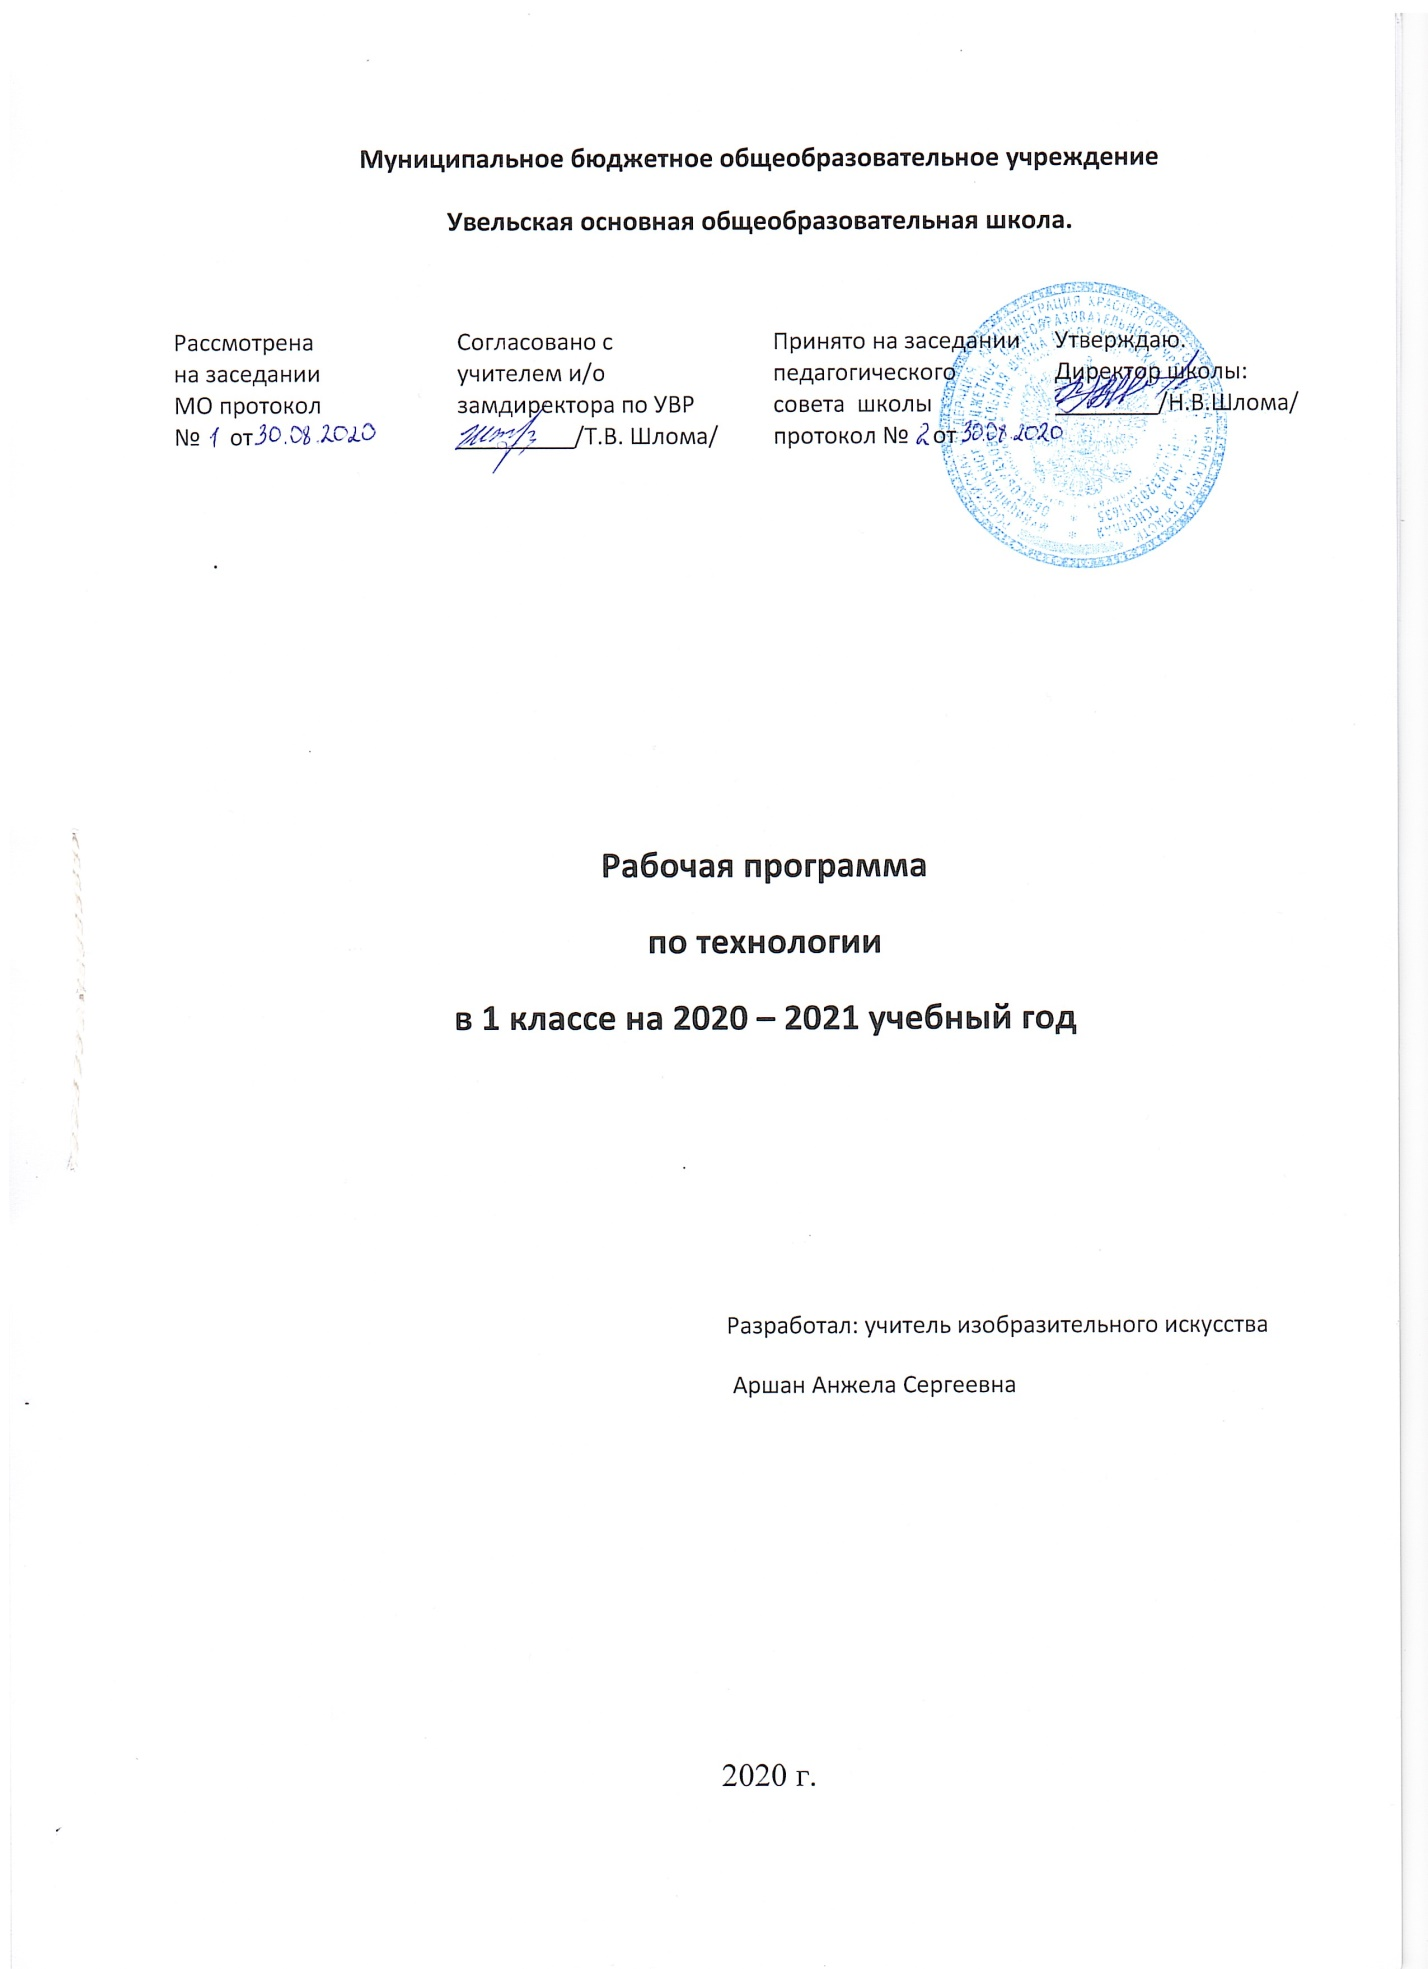 Муниципальное бюджетное общеобразовательное учреждение
Увельская основная общеобразовательная школа.
Рассмотрена
на заседании
МО протокол
№ 1 от 30.08.2020
Согласовано с
учителем и/о
замдиректора по УВР
/Т.В. Шлома/
Принято на заседании
педагогического
совета школы
протокол № 2 от 30.08.2020
Утверждаю.
Директор школы:
/Н.В.Шлома/
Рабочая программа
по технологии
в 1 классе на 2020 – 2021 учебный год
Разработал: учитель изобразительного искусства
Аршан Анжела Сергеевна
2020 г.